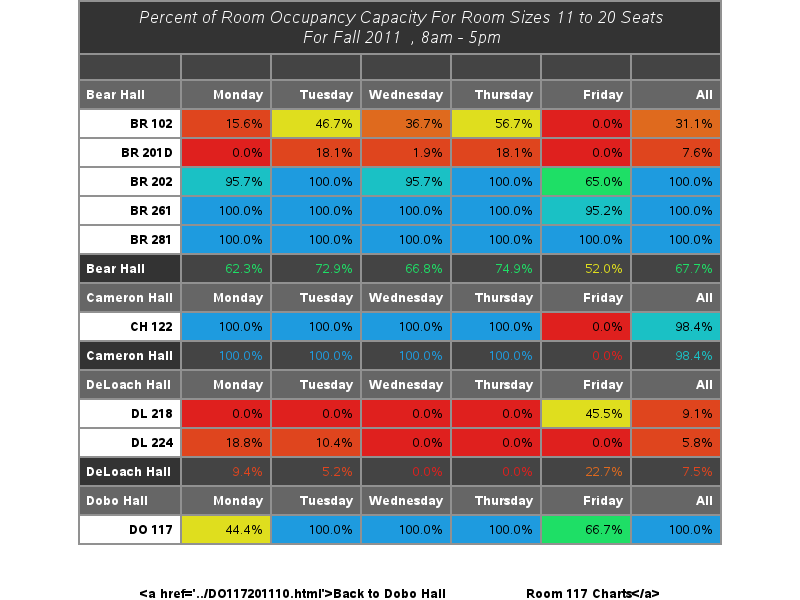 Percent of Room Occupancy Capacity For Room Sizes 11 to 20 Seats
For Fall 2011 , 8am - 5pm
Bear Hall Monday Tuesday Wednesday Thursday Friday All
BR 102 15.6% 46.7% 36.7% 56.7% 0.0% 31.1%
BR 201D 0.0% 18.1% 1.9% 18.1% 0.0% 7.6%
BR 202 95.7% 100.0% 95.7% 100.0% 65.0% 100.0%
BR 261 100.0% 100.0% 100.0% 100.0% 95.2% 100.0%
BR 281 100.0% 100.0% 100.0% 100.0% 100.0% 100.0%
Bear Hall 62.3% 72.9% 66.8% 74.9% 52.0% 67.7%
Cameron Hall Monday Tuesday Wednesday Thursday Friday All
CH 122 100.0% 100.0% 100.0% 100.0% 0.0% 98.4%
Cameron Hall 100.0% 100.0% 100.0% 100.0% 0.0% 98.4%
DeLoach Hall Monday Tuesday Wednesday Thursday Friday All
DL 218 0.0% 0.0% 0.0% 0.0% 45.5% 9.1%
DL 224 18.8% 10.4% 0.0% 0.0% 0.0% 5.8%
DeLoach Hall 9.4% 5.2% 0.0% 0.0% 22.7% 7.5%
Dobo Hall Monday Tuesday Wednesday Thursday Friday All
DO 117 44.4% 100.0% 100.0% 100.0% 66.7% 100.0%
<a href='../DO117201110.html'>Back to Dobo Hall Room 117 Charts</a>